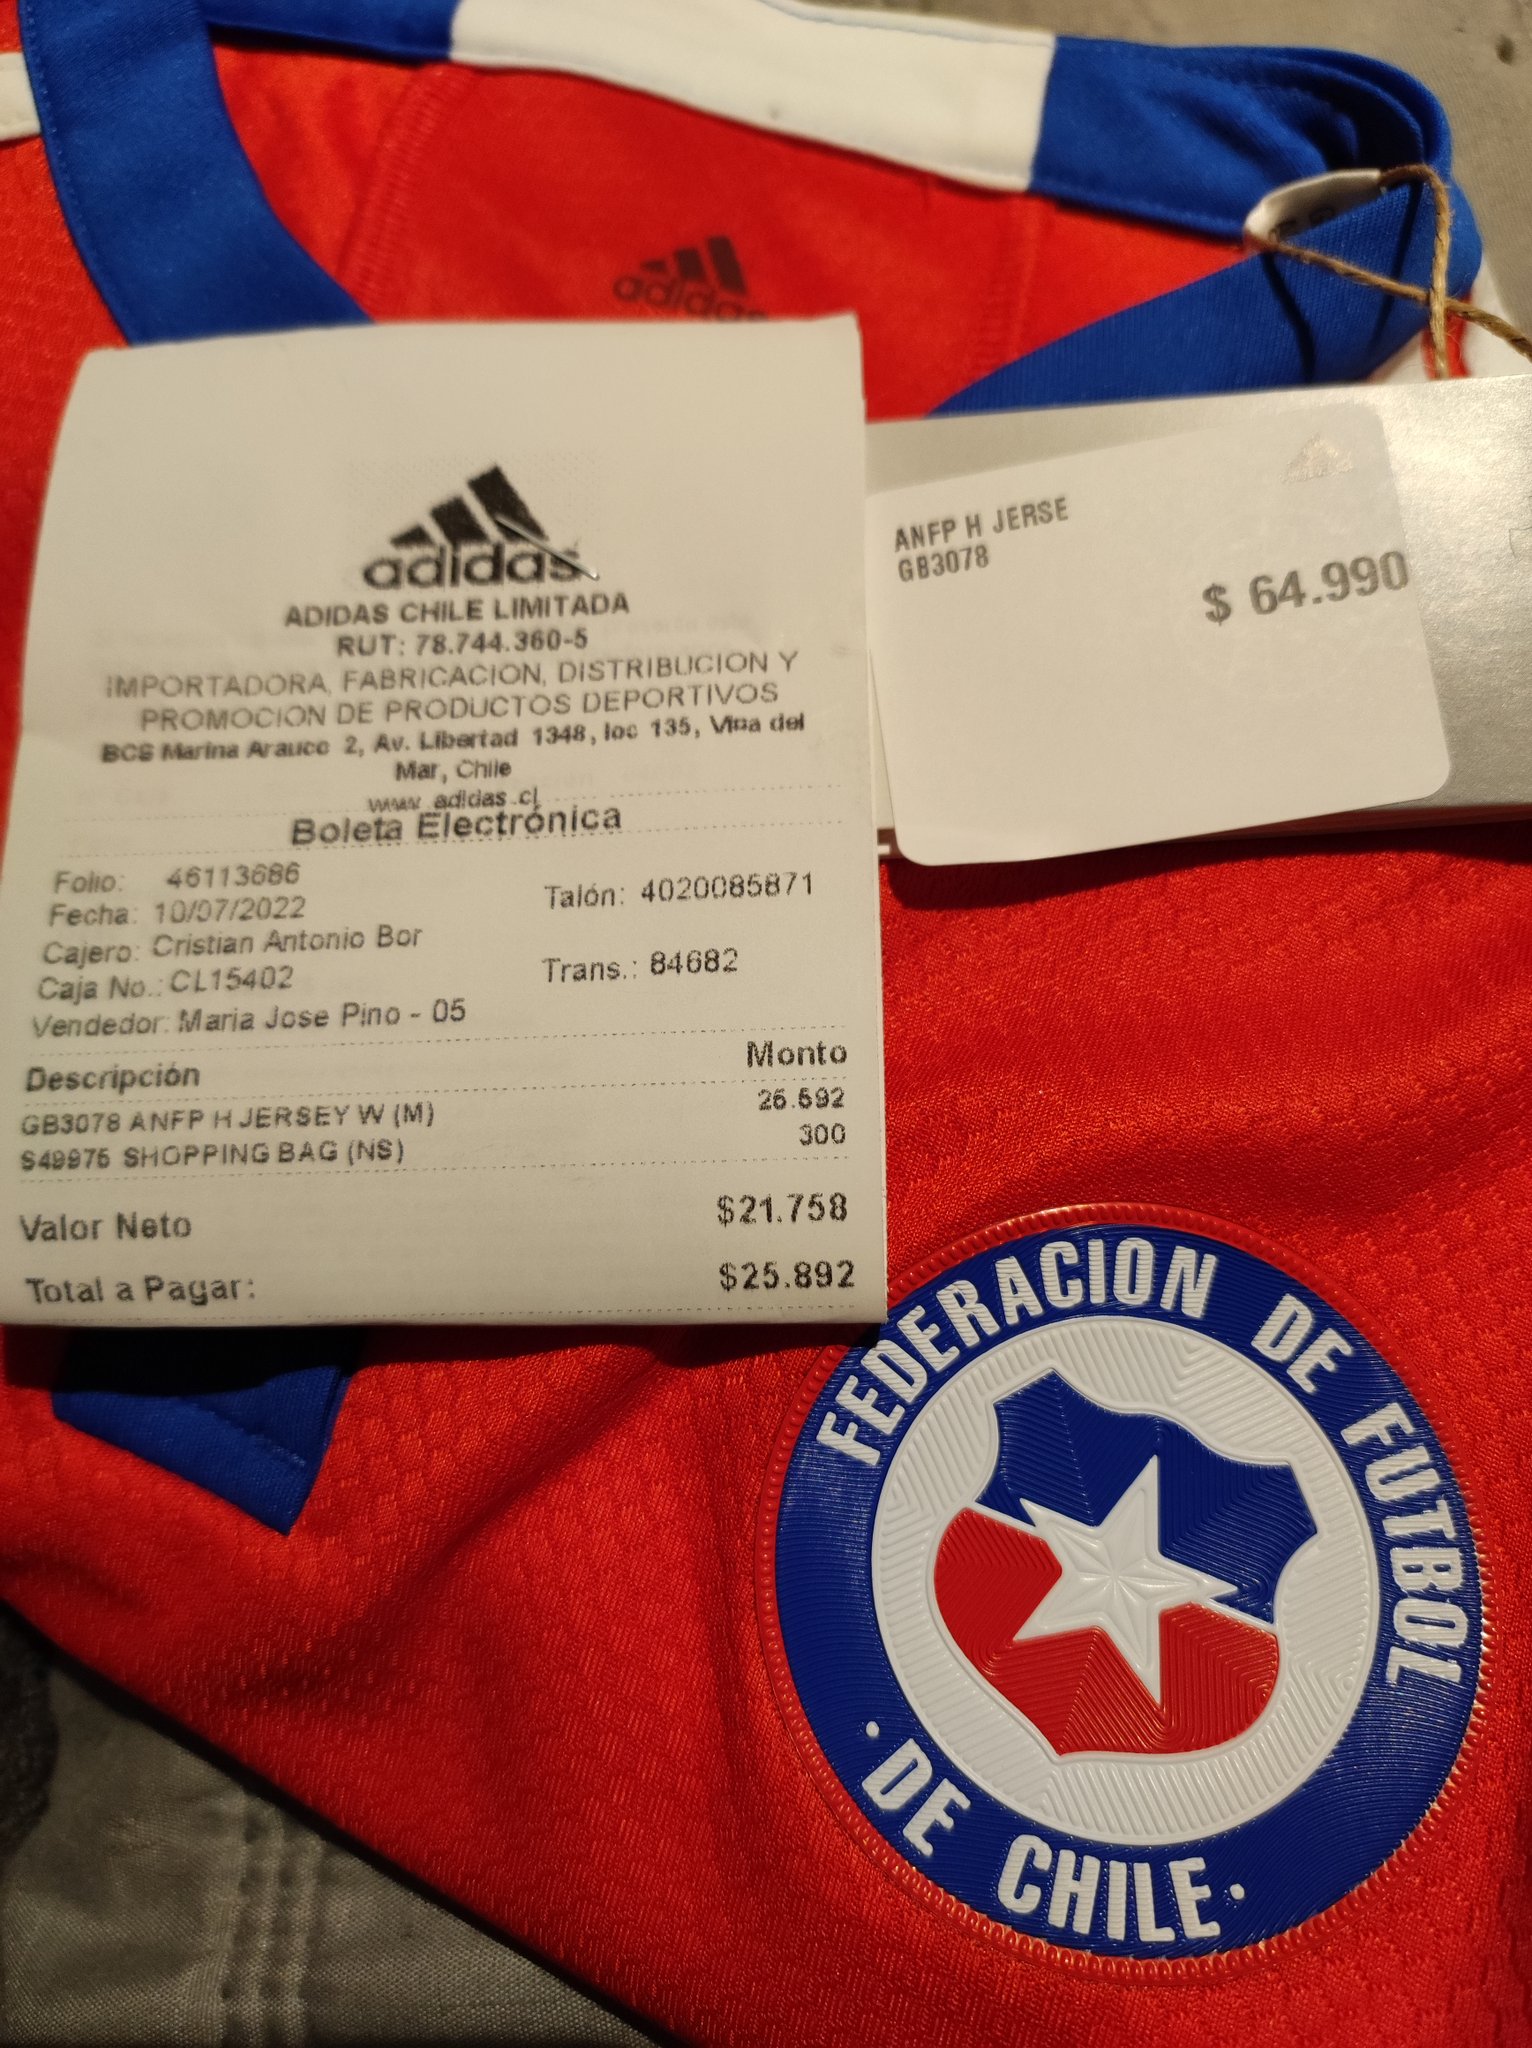 adidas
adidas
ADIDAS CHILE LIMITADA
RUT: 78.744.360-5
IMPORTADORA, FABRICACION, DISTRIBUCION Y
PROMOCION DE PRODUCTOS DEPORTIVOS
BCS Marina Arauco 2, Av. Libertad 1348, loc 135, Vina del
Mar, Chile
www.adidas.cl
Boleta Electrónica
Folio: 46113686
Talón: 4020085871
Fecha: 10/07/2022
Cajero: Cristian Antonio Bor
Caja No.: CL15402
Trans.: 84682
Vendedor: Maria Jose Pino - 05
Descripción Monto
GB3078 ANFP H JERSEY W (M) 25.592
S49975 SHOPPING BAG (NS) 300
Valor Neto $21.758
Total a Pagar: $25.892
ANFP H JERSE
GB3078
$ 64.990
FEDERACION DE FUTBOL
· DE CHILE ·